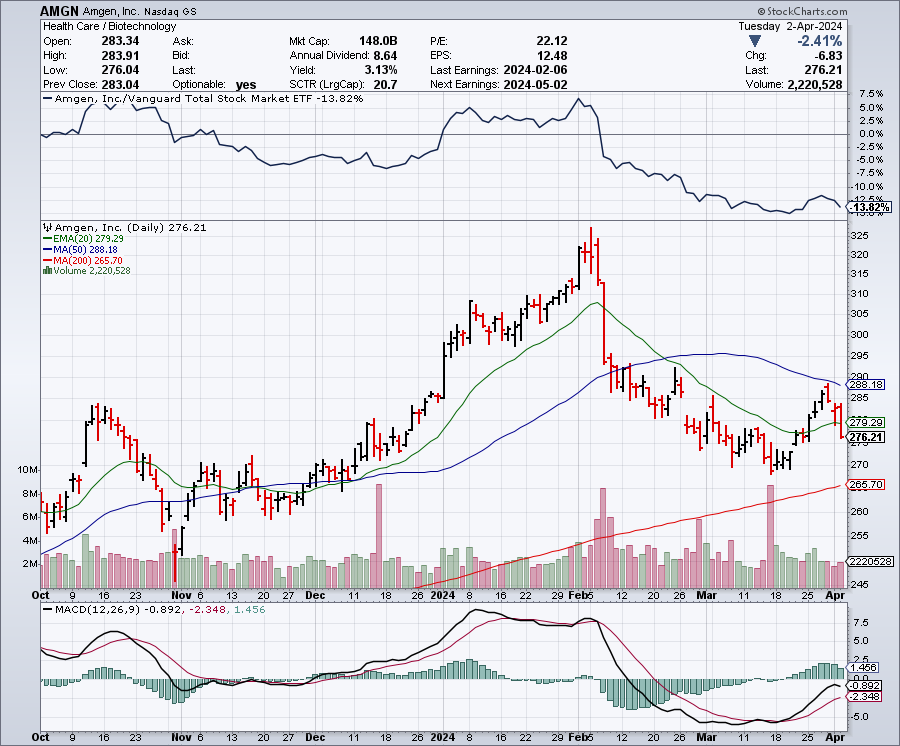 AMGN Amgen, Inc. Nasdaq GS © StockCharts.com
Health Care / Biotechnology Tuesday 2-Apr-2024
Open: 283.34 Ask: Mkt Cap: 148.0B P/E: 22.12 ▼ -2.41%
High: 283.91 Bid: Annual Dividend: 8.64 EPS: 12.48 Chg: -6.83
Low: 276.04 Last: Yield: 3.13% Last Earnings: 2024-02-06 Last: 276.21
Prev Close: 283.04 Optionable: yes SCTR (LrgCap): 20.7 Next Earnings: 2024-05-02 Volume: 2,220,528
Amgen, Inc./Vanguard Total Stock Market ETF -13.82%
7.5%
5.0%
2.5%
0.0%
-2.5%
-5.0%
-7.5%
-10.0%
-13.82%
Amgen, Inc. (Daily) 276.21
EMA(20) 279.29
MA(50) 288.18
MA(200) 265.70
Volume 2,220,528
325
320
315
310
305
300
295
290
288.18
285
279.29
276.21
270
265.70
260
255
2220528
245
10M
8M
6M
4M
2M
Oct 9 16 23 Nov 6 13 20 27 Dec 11 18 26 2024 8 16 22 Feb5 12 20 26 Mar 11 18 25 Apr
MACD(12,26,9) -0.892, -2.348, 1.456
7.5
5.0
2.5
1.456
0.0
-0.892
-2.348
-5.0
Oct 9 16 23 Nov 6 13 20 27 Dec 11 18 26 2024 8 16 22 Feb5 12 20 26 Mar 11 18 25 Apr